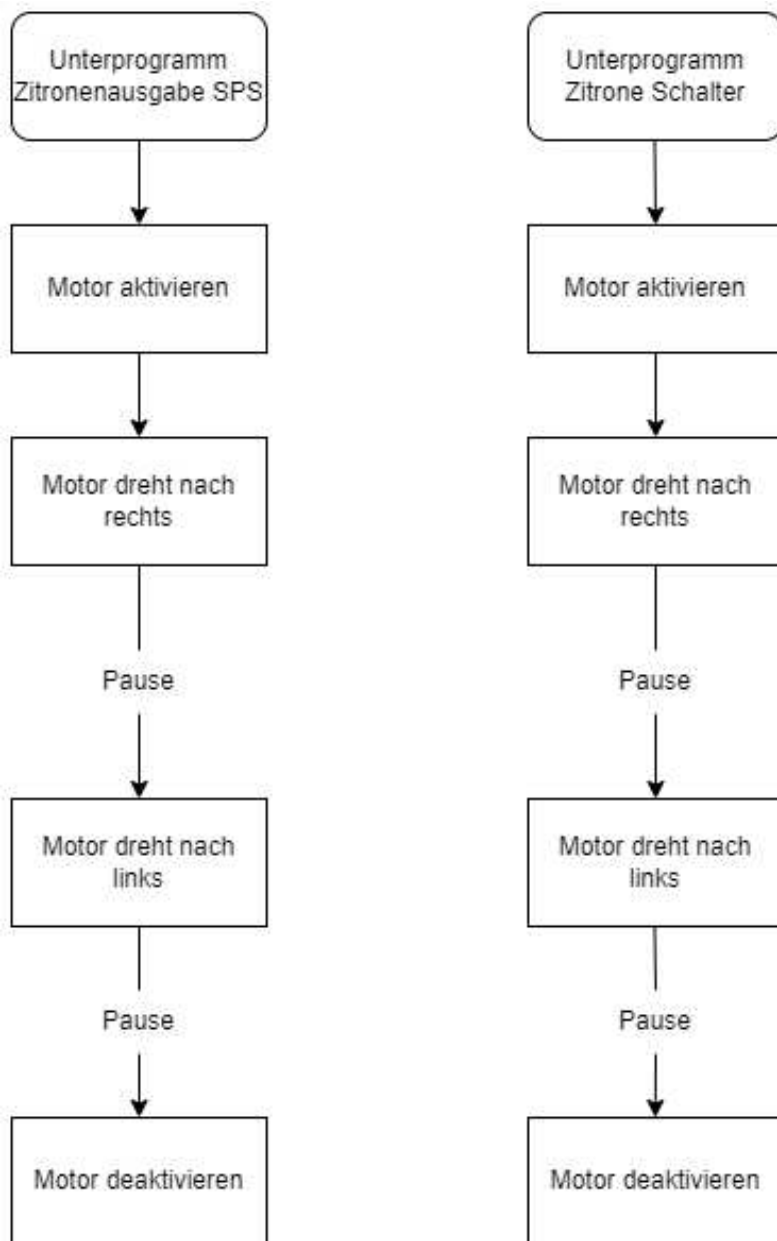 Unterprogramm
Zitronenausgabe SPS
Motor aktivieren
Motor dreht nach
rechts
Pause
Motor dreht nach
links
Pause
Motor deaktivieren
Unterprogramm
Zitrone Schalter
Motor aktivieren
Motor dreht nach
rechts
Pause
Motor dreht nach
links
Pause
Motor deaktivieren